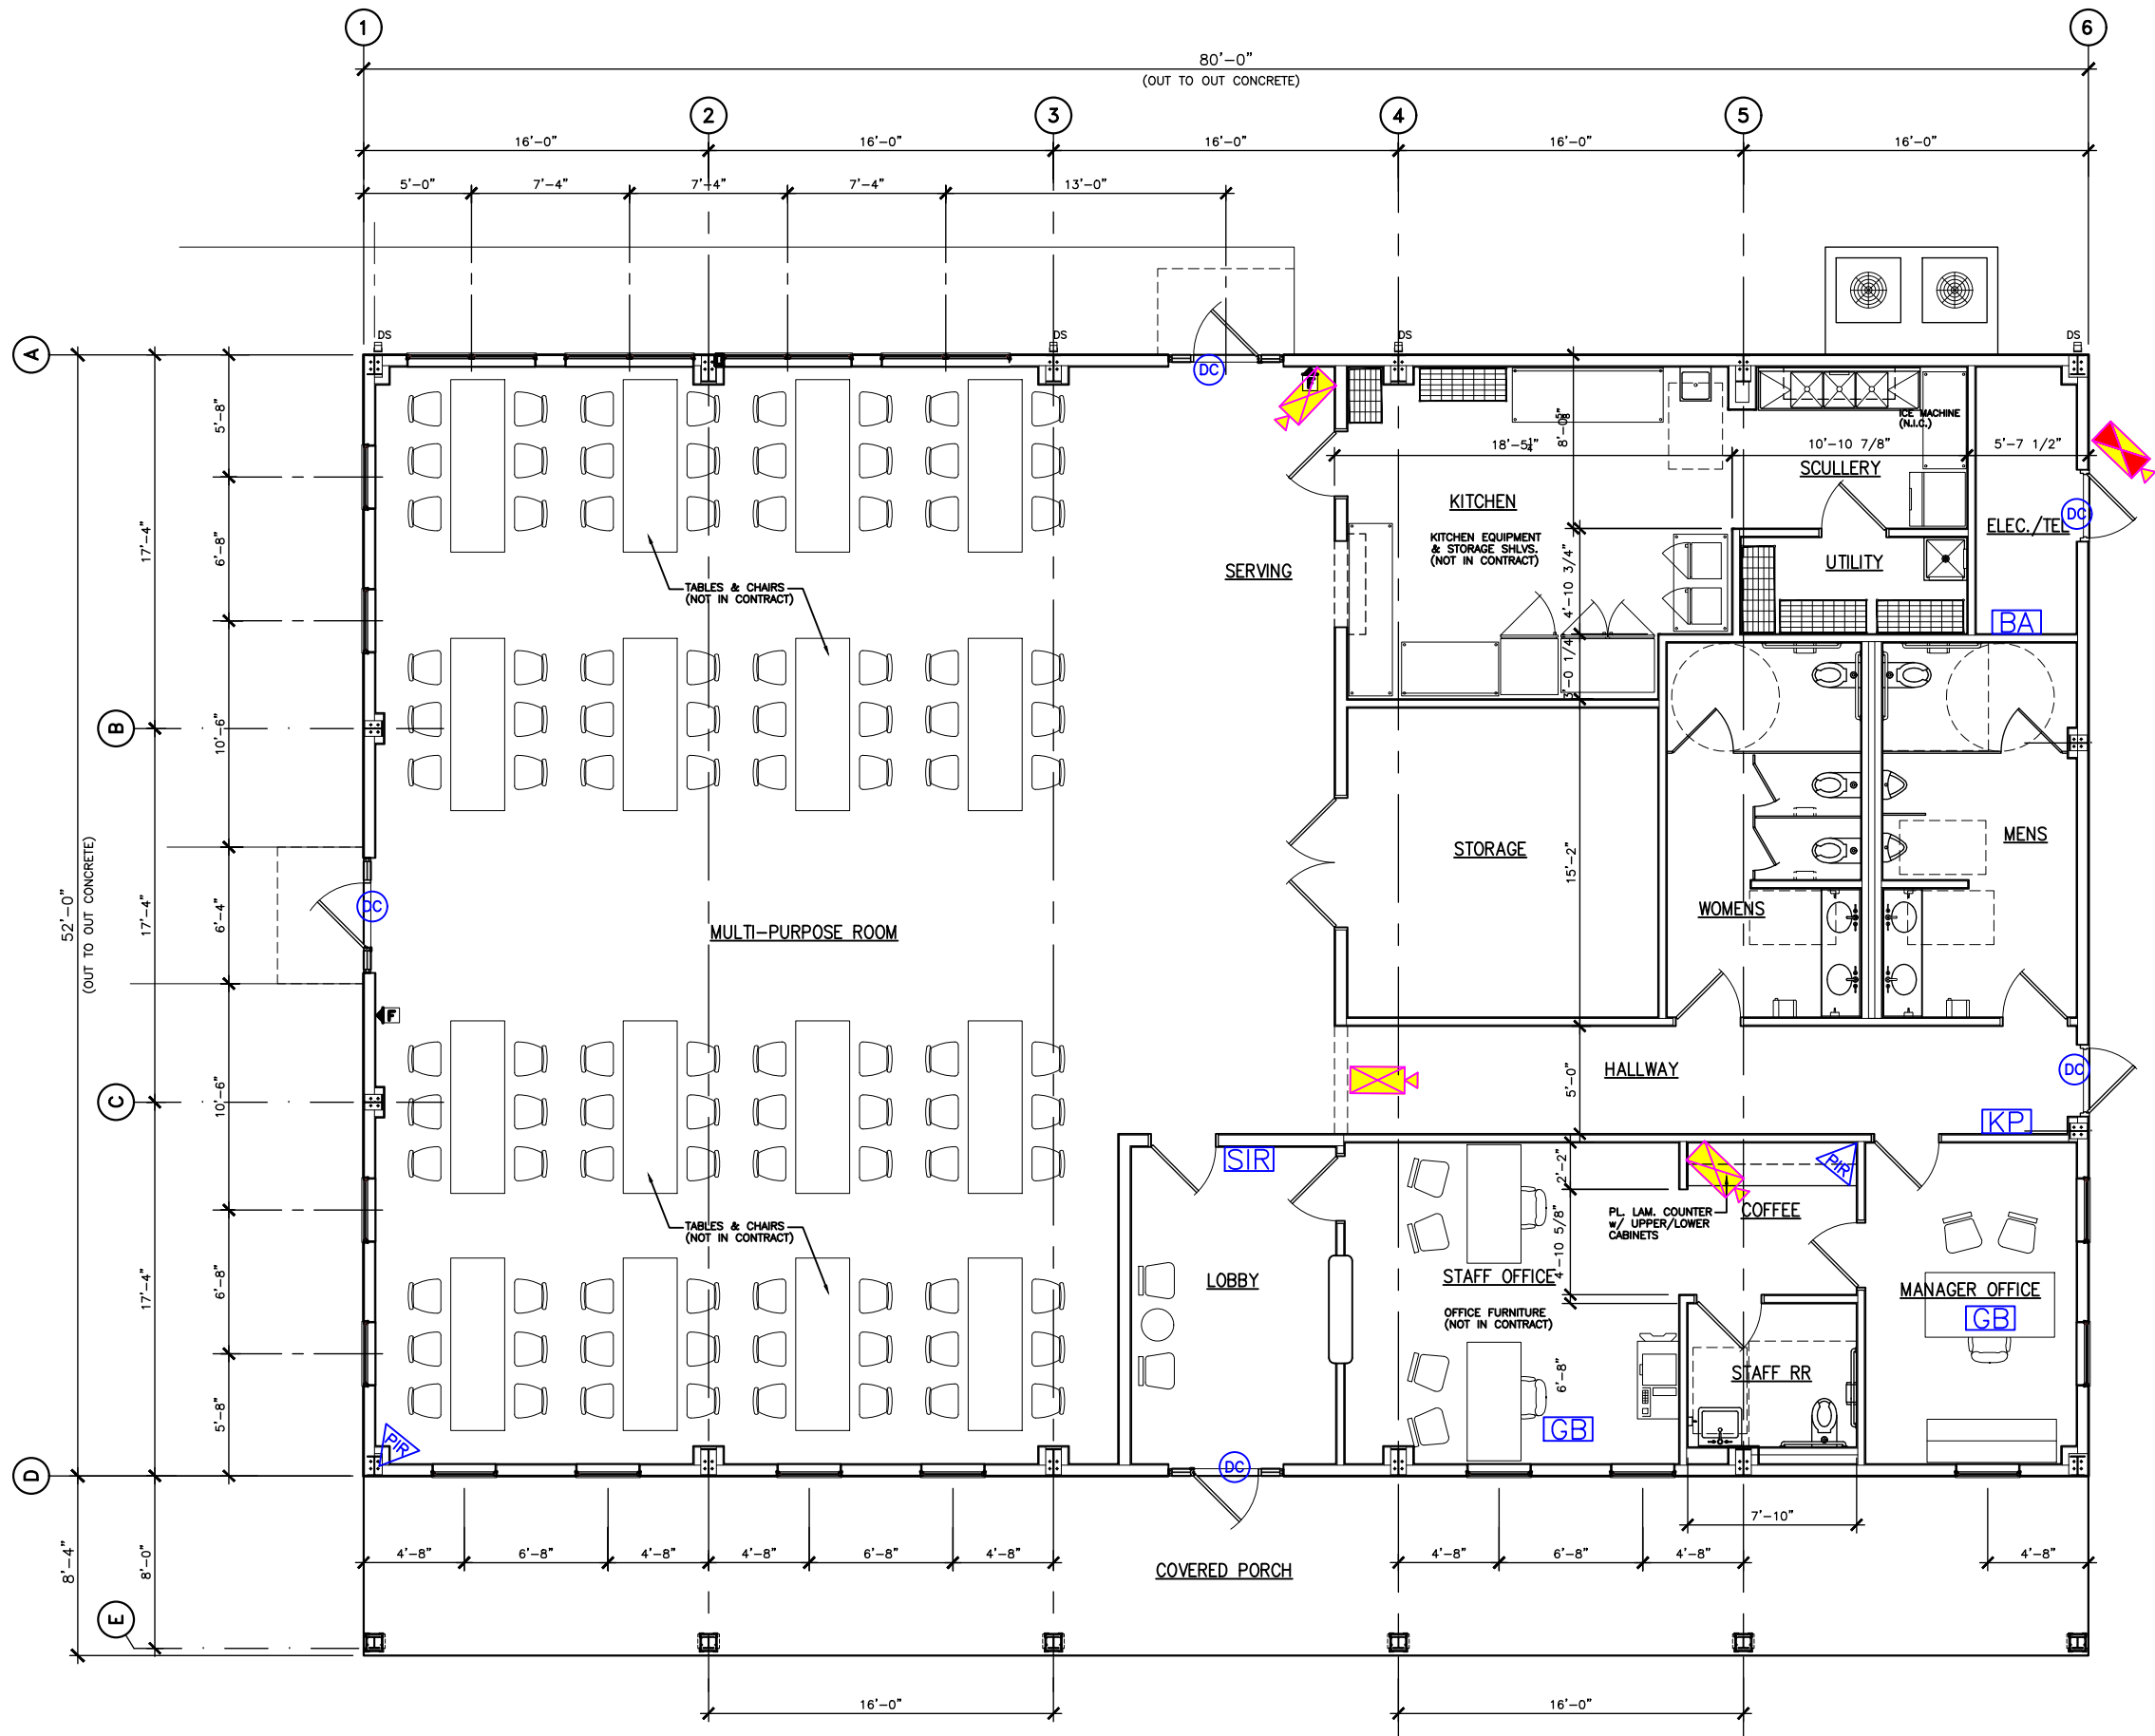 1
6
80'-0"
(OUT TO OUT CONCRETE)
2
3
4
5
16'-0"
16'-0"
16'-0"
16'-0"
16'-0"
5'-0"
7'-4"
7'-4"
7'-4"
13'-0"
DS
DS
DS
DS
A
DC
F
5'-8"
8'-0 5/8"
ICE MACHINE
(N.I.C.)
18'-5 1/4"
10'-10 7/8"
5'-7 1/2"
SCULLERY
KITCHEN
DC
17'-4"
6'-8"
ELEC./TEL
KITCHEN EQUIPMENT
& STORAGE SHLVS.
(NOT IN CONTRACT)
4'-10 3/4"
SERVING
UTILITY
TABLES & CHAIRS
(NOT IN CONTRACT)
BA
B
10'-6"
MENS
STORAGE
15'-2"
52'-0"
(OUT TO OUT CONCRETE)
17'-4"
6'-4"
DC
WOMENS
MULTI-PURPOSE ROOM
F
HALLWAY
DC
5'-0"
C
10'-6"
KP
SIR
PIR
2'-2"
PL. LAM. COUNTER
w/ UPPER/LOWER
CABINETS
COFFEE
TABLES & CHAIRS
(NOT IN CONTRACT)
4'-10 5/8"
17'-4"
6'-8"
LOBBY
STAFF OFFICE
MANAGER OFFICE
OFFICE FURNITURE
(NOT IN CONTRACT)
GB
6'-8"
STAFF RR
5'-8"
GB
PIR
DC
D
7'-10"
8'-4"
8'-0"
4'-8"
6'-8"
4'-8"
4'-8"
6'-8"
4'-8"
4'-8"
6'-8"
4'-8"
4'-8"
COVERED PORCH
E
16'-0"
16'-0"